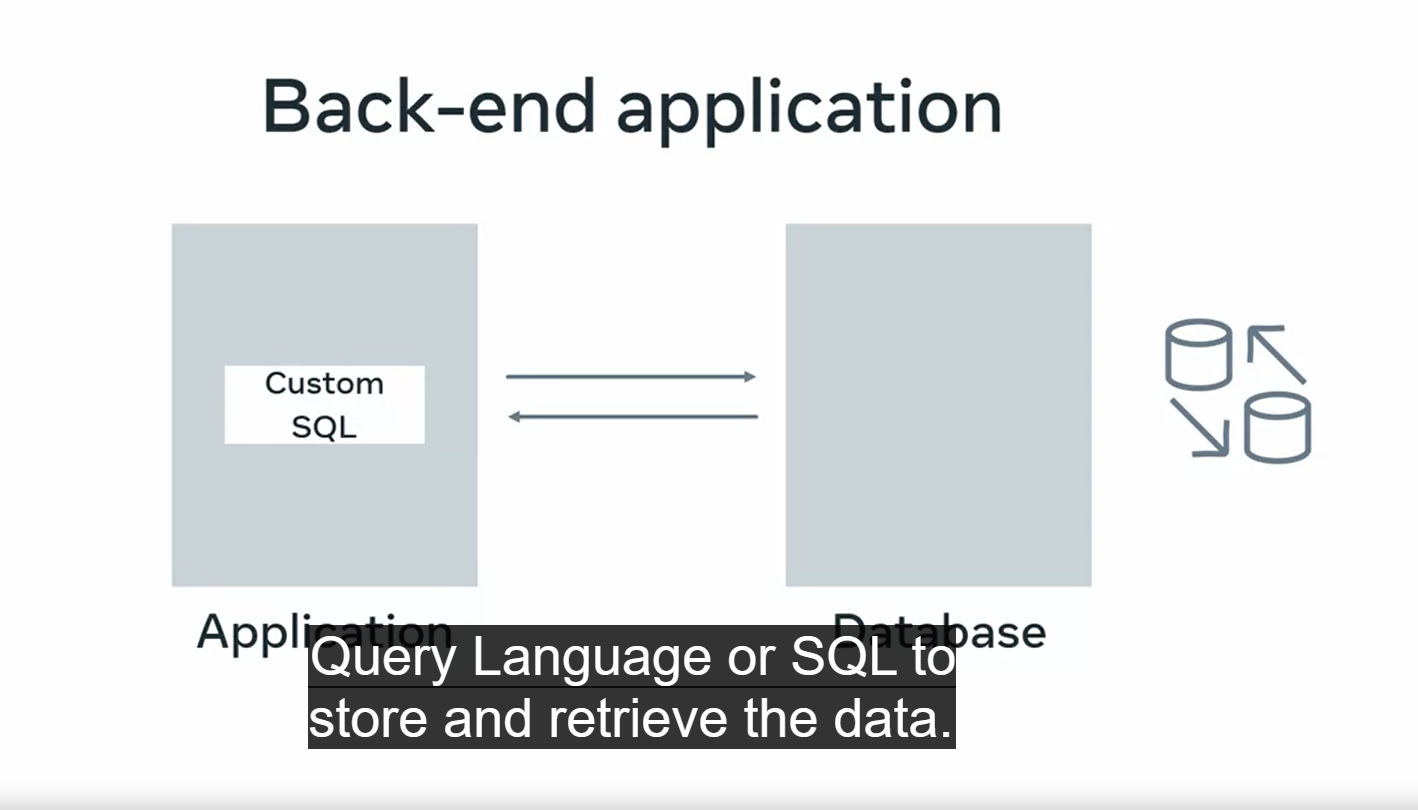 Back-end application
Custom
SQL
Application
Database
Query Language or SQL to
store and retrieve the data.